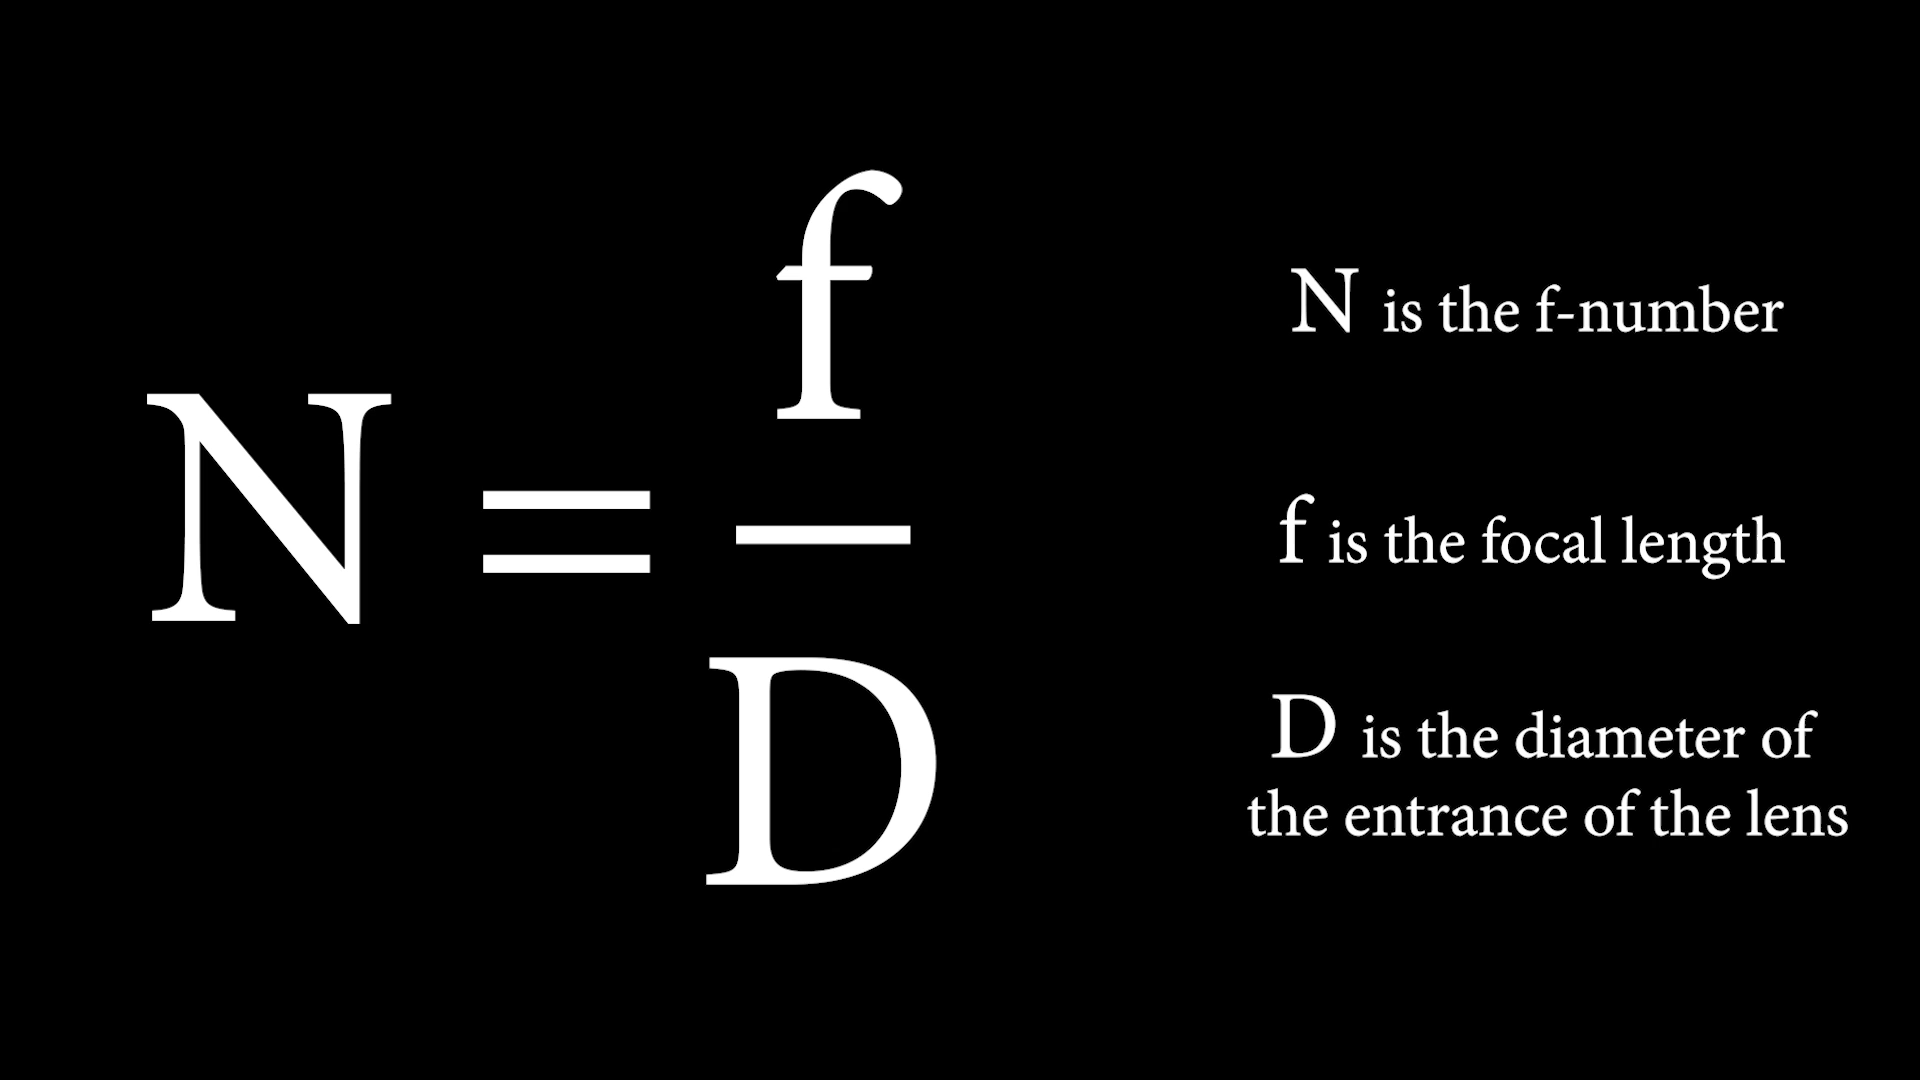 N = f/D
N is the f-number
f is the focal length
D is the diameter of
the entrance of the lens